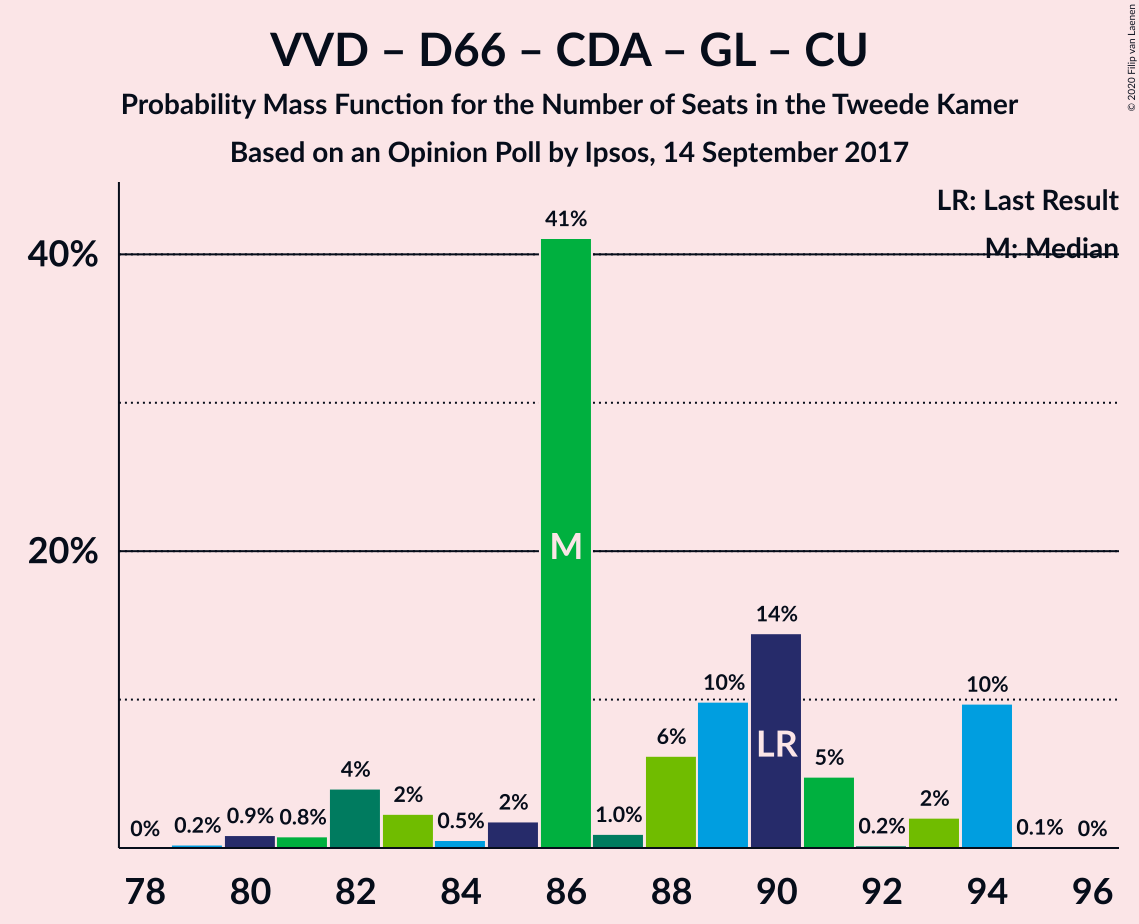 VVD – D66 – CDA – GL – CU
Probability Mass Function for the Number of Seats in the Tweede Kamer
Based on an Opinion Poll by Ipsos, 14 September 2017
© 2020 Filip van Laenen
LR: Last Result
M: Median
40%
20%
0%
0.2%
0.9%
0.8%
4%
2%
0.5%
2%
41%
1.0%
6%
10%
14%
5%
0.2%
2%
10%
0.1%
0%
M
LR
78 80 82 84 86 88 90 92 94 96